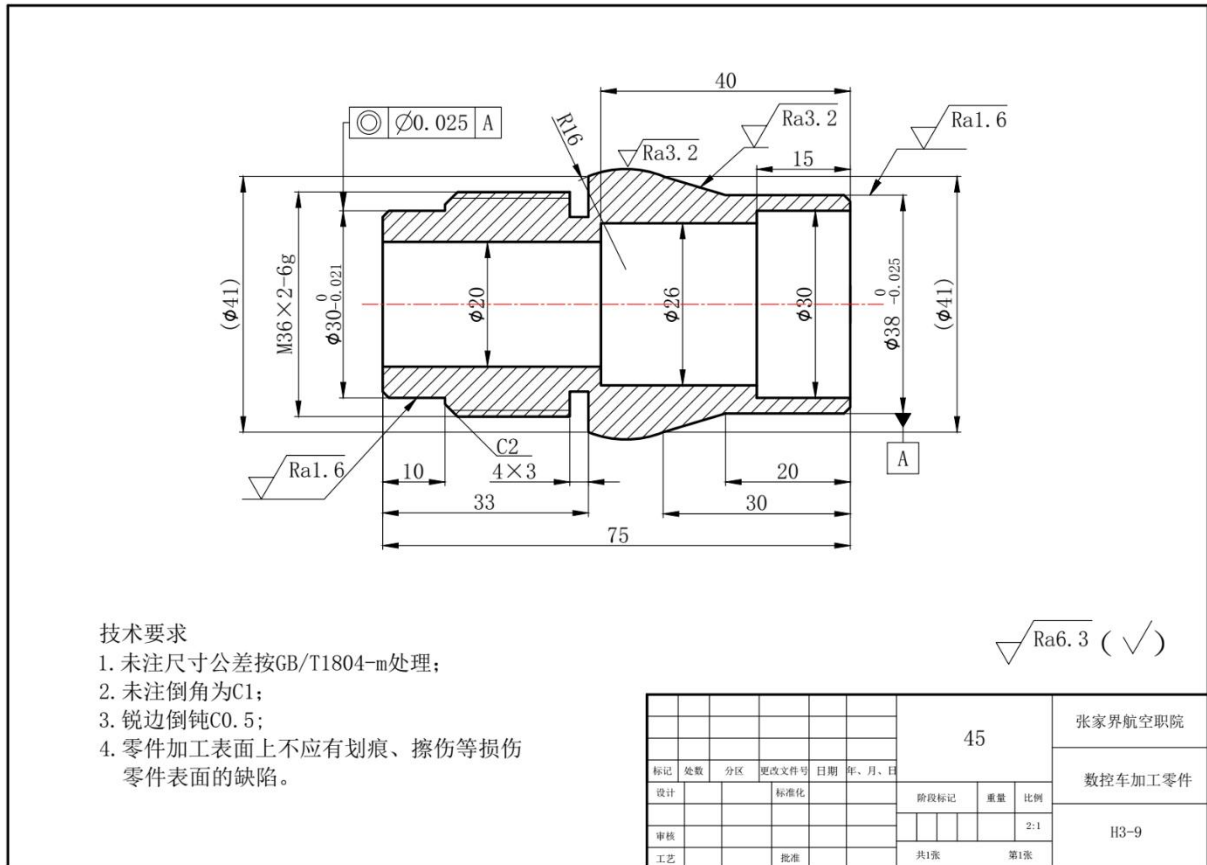 40
Ø0.025 A
R16
Ra3.2
Ra3.2
Ra1.6
15
(ϕ41)
M36×2-6g
ϕ30 0 -0.021
ϕ20
ϕ26
ϕ30
ϕ38 0 -0.025
(ϕ41)
A
C2
Ra1.6
10
4×3
20
33
30
75
技术要求
1.未注尺寸公差按GB/T1804-m处理;
2.未注倒角为C1;
3.锐边倒钝C0.5;
4.零件加工表面上不应有划痕、擦伤等损伤
零件表面的缺陷。
Ra6.3 (√)
45
张家界航空职院
标记 处数 分区 更改文件号 日期 年、月、日
数控车加工零件
设计 标准化
阶段标记 重量 比例
2:1
H3-9
审核
工艺 批准
共1张 第1张